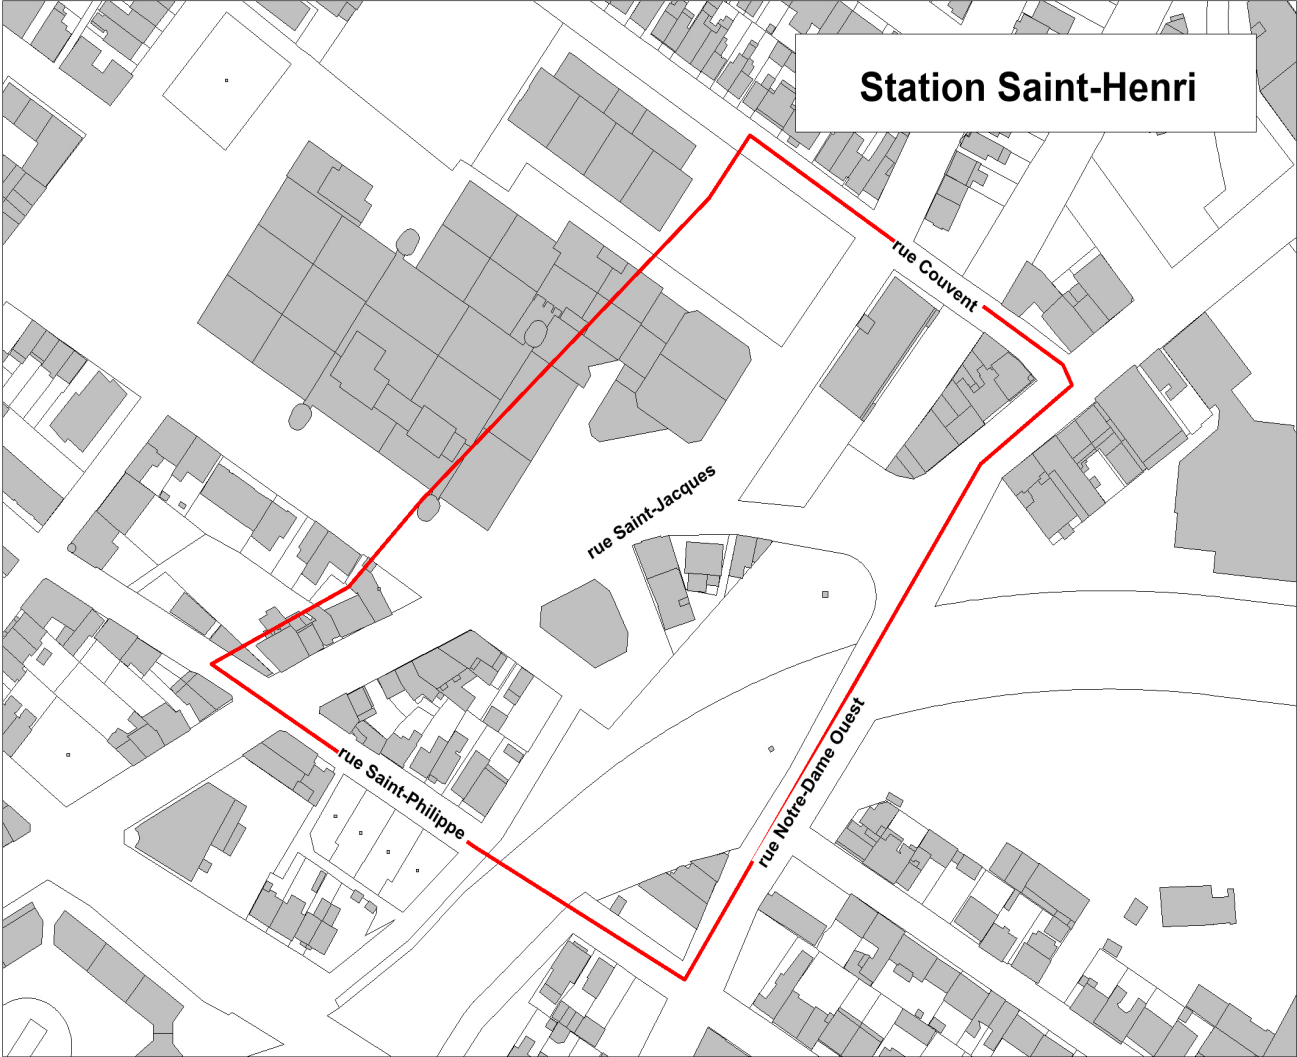 Station Saint-Henri
rue Couvent
rue Saint-Jacques
rue Saint-Philippe
rue Notre-Dame Ouest